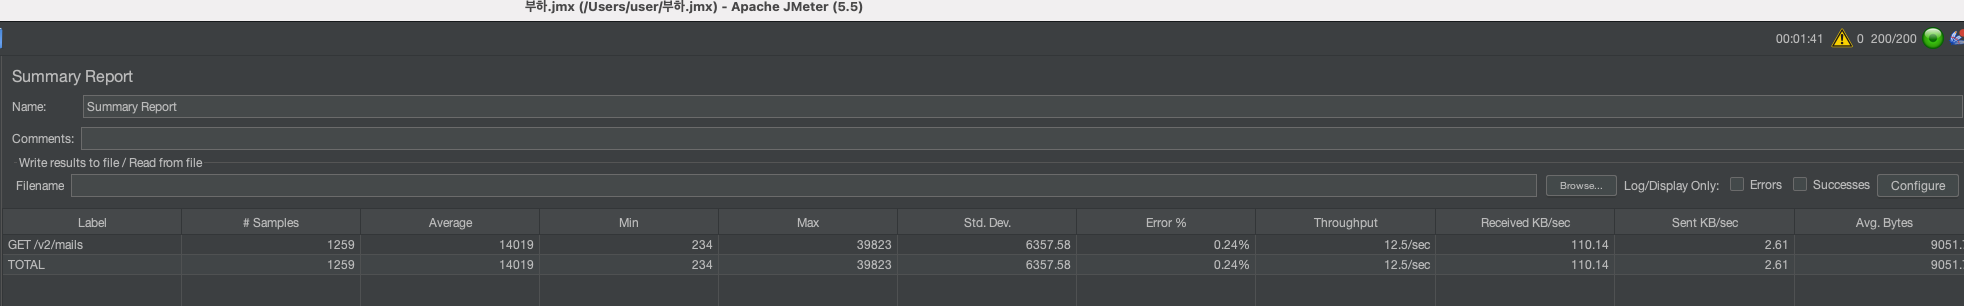 부하.jmx (/Users/user/부하.jmx) - Apache JMeter (5.5)
00:01:41 0 200/200
Summary Report
Name: Summary Report
Comments:
Write results to file / Read from file
Filename Browse... Log/Display Only: Errors Successes Configure
Label # Samples Average Min Max Std. Dev. Error % Throughput Received KB/sec Sent KB/sec Avg. Bytes
GET /v2/mails 1259 14019 234 39823 6357.58 0.24% 12.5/sec 110.14 2.61 9051.
TOTAL 1259 14019 234 39823 6357.58 0.24% 12.5/sec 110.14 2.61 9051.